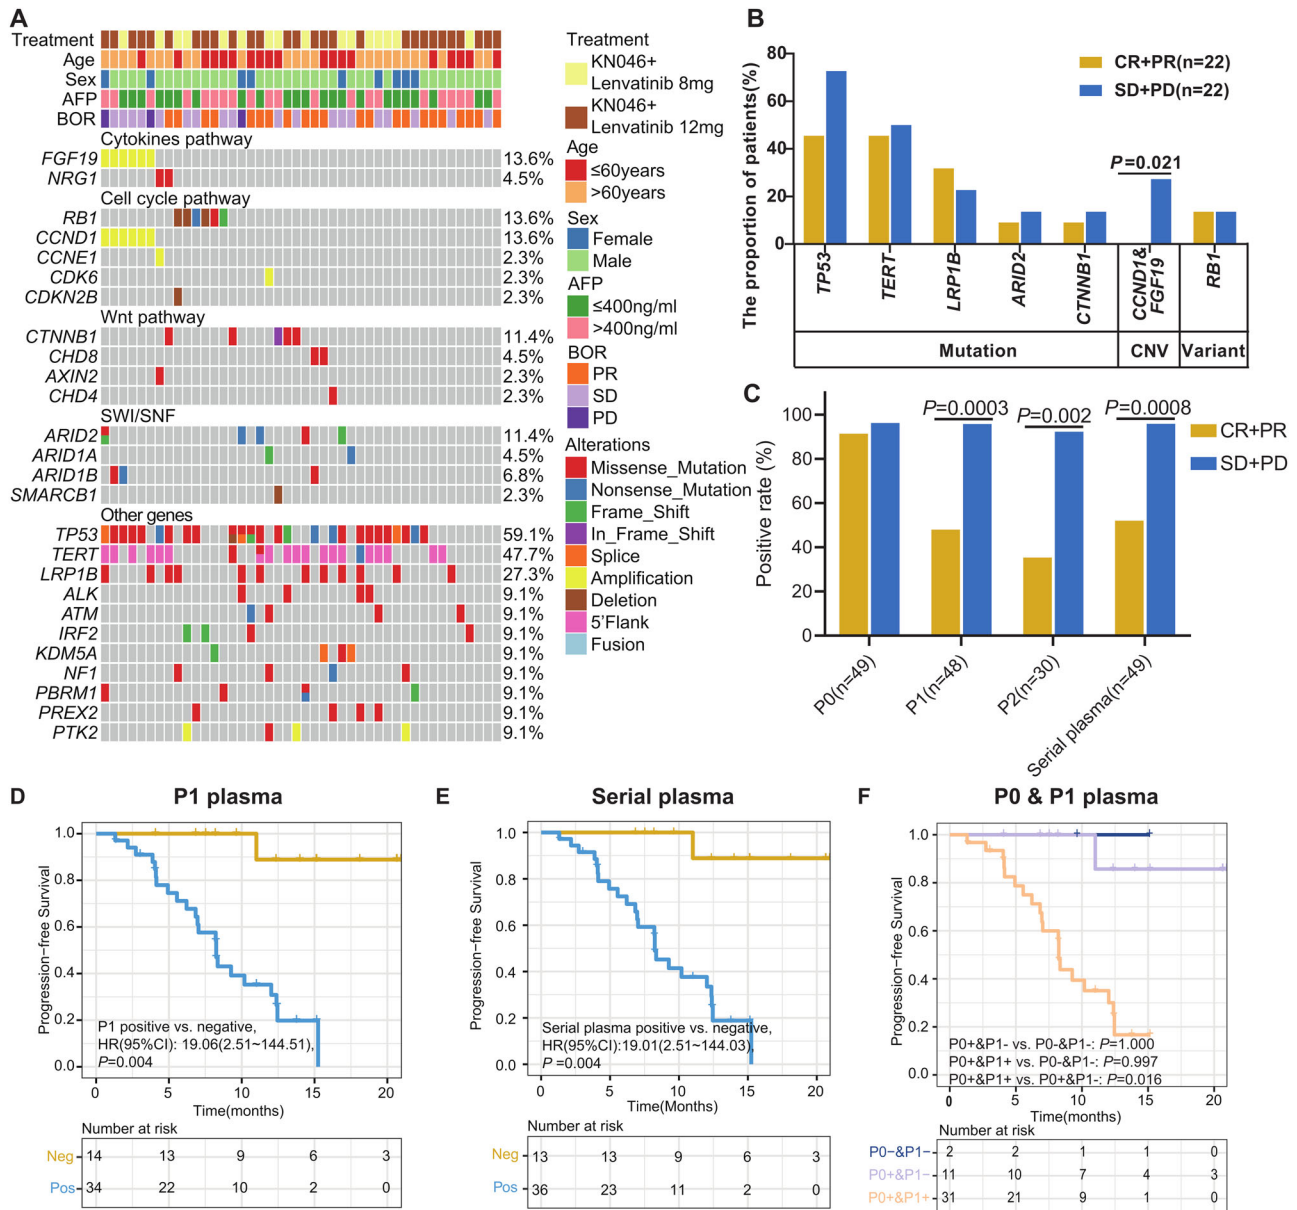 A
Treatment
Age
Sex
AFP
BOR
Cytokines pathway
FGF19 13.6%
NRG1 4.5%
Cell cycle pathway
RB1 13.6%
CCND1 13.6%
CCNE1 2.3%
CDK6 2.3%
CDKN2B 2.3%
Wnt pathway
CTNNB1 11.4%
CHD8 4.5%
AXIN2 2.3%
CHD4 2.3%
SWI/SNF
ARID2 11.4%
ARID1A 4.5%
ARID1B 6.8%
SMARCB1 2.3%
Other genes
TP53 59.1%
TERT 47.7%
LRP1B 27.3%
ALK 9.1%
ATM 9.1%
IRF2 9.1%
KDM5A 9.1%
NF1 9.1%
PBRM1 9.1%
PREX2 9.1%
PTK2 9.1%
Treatment
KN046+
Lenvatinib 8mg
KN046+
Lenvatinib 12mg
Age
≤60years
>60years
Sex
Female
Male
AFP
≤400ng/ml
>400ng/ml
BOR
PR
SD
PD
Alterations
Missense_Mutation
Nonsense_Mutation
Frame_Shift
In_Frame_Shift
Splice
Amplification
Deletion
5'Flank
Fusion
B
The proportion of patients(%)
80
60
40
20
0
CR+PR(n=22)
SD+PD(n=22)
P=0.021
TP53
TERT
LRP1B
ARID2
CTNNB1
CCND1&
FGF19
RB1
Mutation CNV Variant
C
Positive rate (%)
100
80
60
40
20
0
P=0.0003 P=0.002 P=0.0008
CR+PR
SD+PD
P0(n=49)
P1(n=48)
P2(n=30)
Serial plasma(n=49)
D P1 plasma
Progression−free Survival
1.0
0.8
0.6
0.4
0.2
0.0
P1 positive vs. negative,
HR(95%CI): 19.06(2.51~144.51),
P=0.004
0 5 10 15 20
Time(months)
Number at risk
Neg 14 13 9 6 3
Pos 34 22 10 2 0
E Serial plasma
Progression−free Survival
1.0
0.8
0.6
0.4
0.2
0.0
Serial plasma positive vs. negative,
HR(95%CI):19.01(2.51~144.03),
P =0.004
0 5 10 15 20
Time(Months)
Number at risk
Neg 13 13 9 6 3
Pos 36 23 11 2 0
F P0 & P1 plasma
Progression−free Survival
1.0
0.8
0.6
0.4
0.2
0.0
P0+&P1- vs. P0-&P1-: P=1.000
P0+&P1+ vs. P0-&P1-: P=0.997
P0+&P1+ vs. P0+&P1-: P=0.016
0 5 10 15 20
Time(months)
Number at risk
P0−&P1− 2 2 1 1 0
P0+&P1− 11 10 7 4 3
P0+&P1+ 31 21 9 1 0